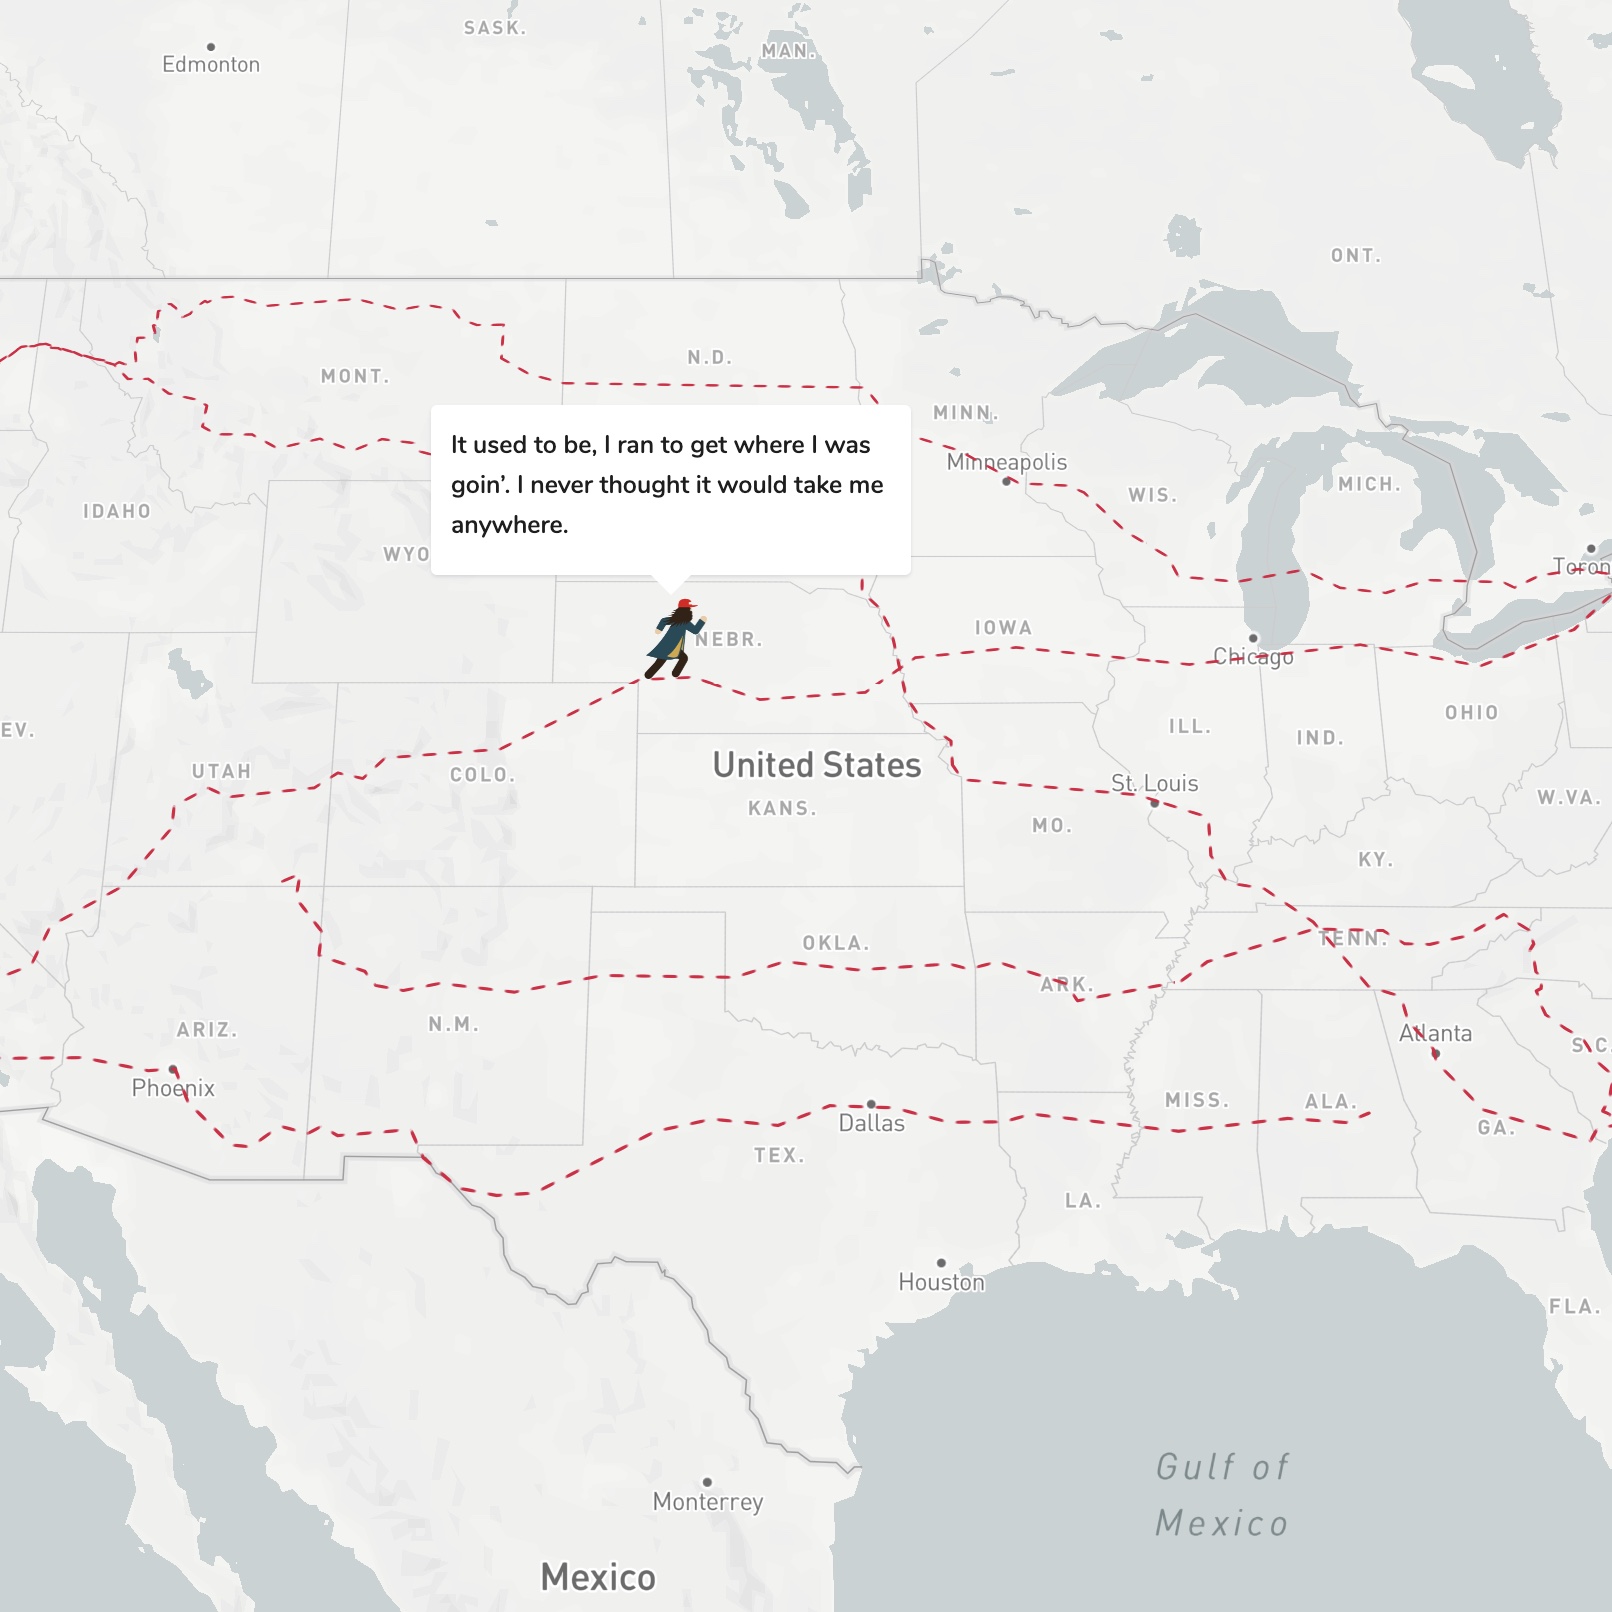 SASK.
MAN.
Edmonton
ONT.
N.D.
MONT.
MINN.
It used to be, I ran to get where I was
goin’. I never thought it would take me
anywhere.
Minneapolis
WIS.
MICH.
IDAHO
WYO
Toron
NEBR.
IOWA
Chicago
EV.
UTAH
COLO.
United States
ILL.
IND.
OHIO
St. Louis
KANS.
MO.
W.VA.
KY.
OKLA.
TENN.
ARK.
ARIZ.
N.M.
Atlanta
S.C.
Phoenix
Dallas
MISS.
ALA.
GA.
TEX.
LA.
Houston
FLA.
Gulf of
Mexico
Monterrey
Mexico